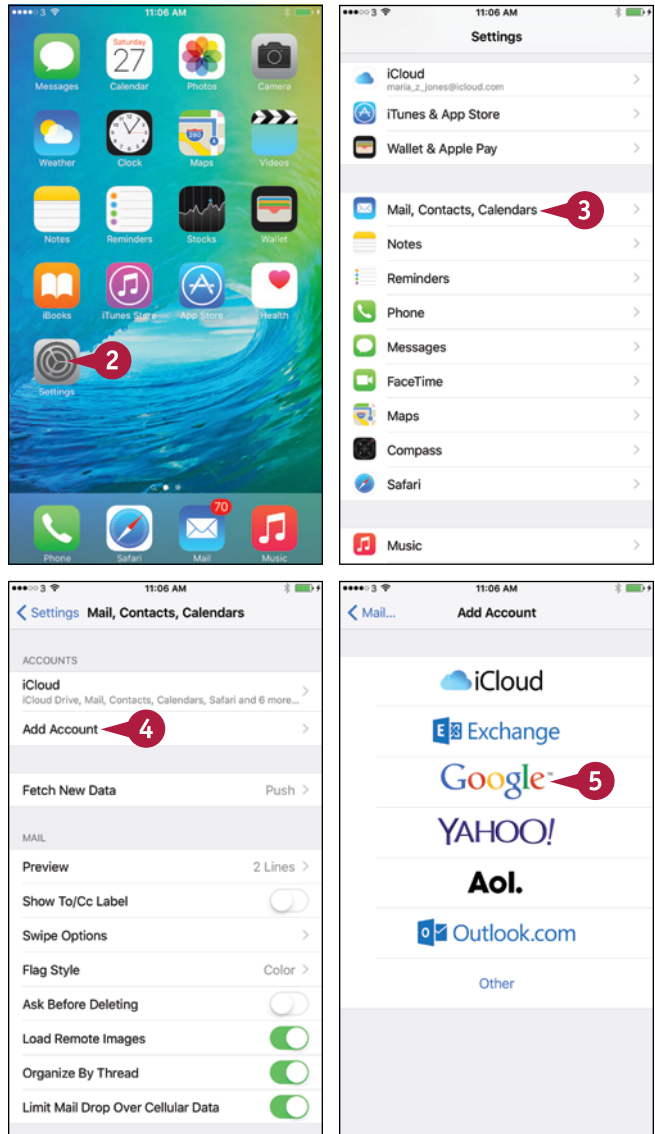 3 11:06 AM
Saturday
27
280
Messages Calendar Photos Camera
Weather Clock Maps Videos
Notes Reminders Stocks Wallet
iBooks iTunes Store App Store Health
2
Settings
70
Phone Safari Mail Music
3 11:06 AM
Settings
iCloud
maria_z_jones@icloud.com
iTunes & App Store
Wallet & Apple Pay
Mail, Contacts, Calendars 3
Notes
Reminders
Phone
Messages
FaceTime
Maps
Compass
Safari
Music
3 11:06 AM
Settings Mail, Contacts, Calendars
ACCOUNTS
iCloud
iCloud Drive, Mail, Contacts, Calendars, Safari and 6 more...
Add Account 4
Fetch New Data Push
MAIL
Preview 2 Lines
Show To/Cc Label
Swipe Options
Flag Style Color
Ask Before Deleting
Load Remote Images
Organize By Thread
Limit Mail Drop Over Cellular Data
3 11:06 AM
Mail... Add Account
iCloud
E Exchange
Google™ 5
YAHOO!
Aol.
o Outlook.com
Other